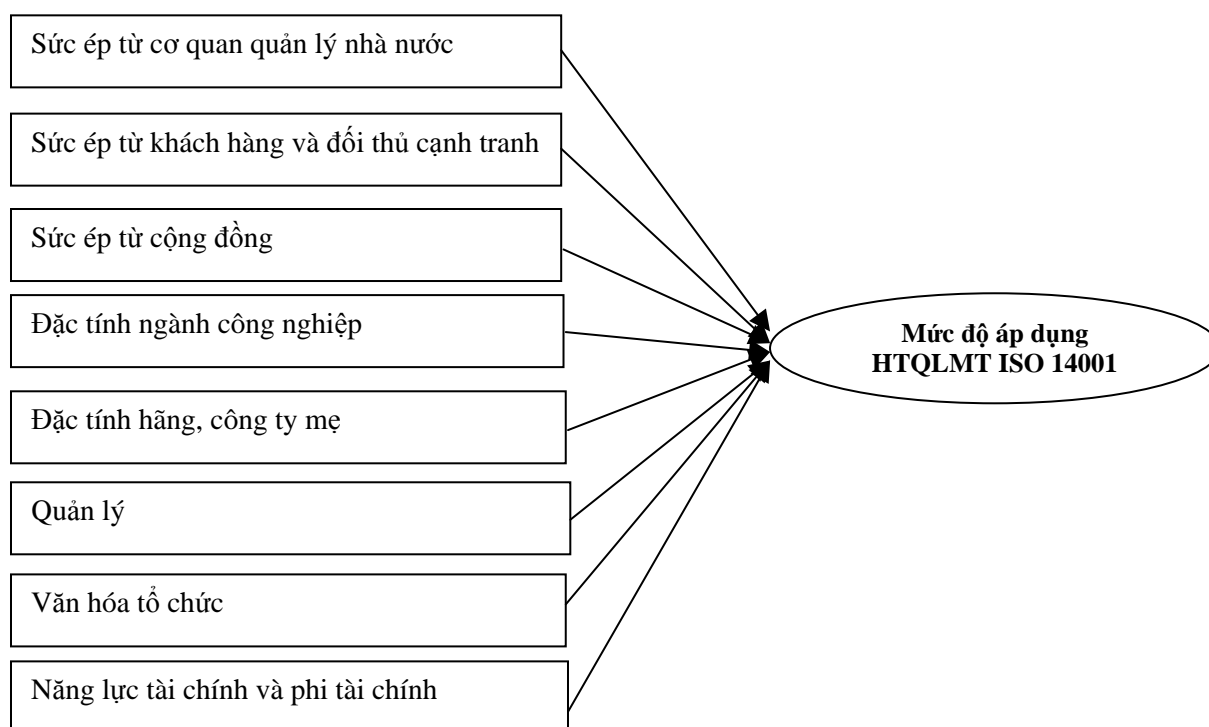 Sức ép từ cơ quan quản lý nhà nước
Sức ép từ khách hàng và đối thủ cạnh tranh
Sức ép từ cộng đồng
Đặc tính ngành công nghiệp
Đặc tính hãng, công ty mẹ
Quản lý
Văn hóa tổ chức
Năng lực tài chính và phi tài chính
Mức độ áp dụng
HTQLMT ISO 14001